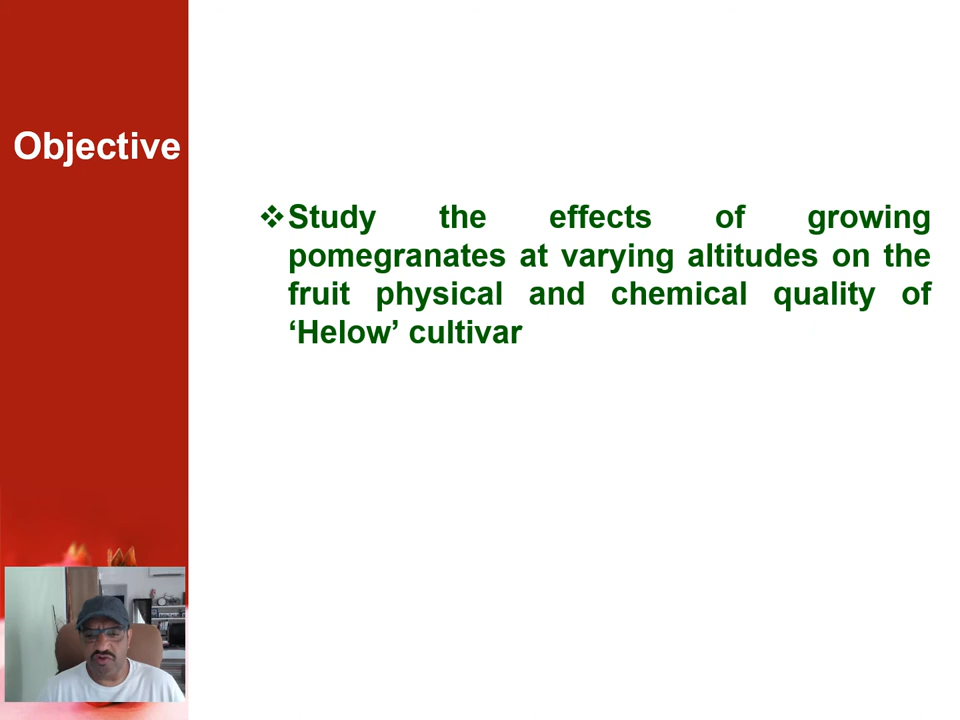 Objective
❖Study the effects of growing
pomegranates at varying altitudes on the
fruit physical and chemical quality of
‘Helow’ cultivar